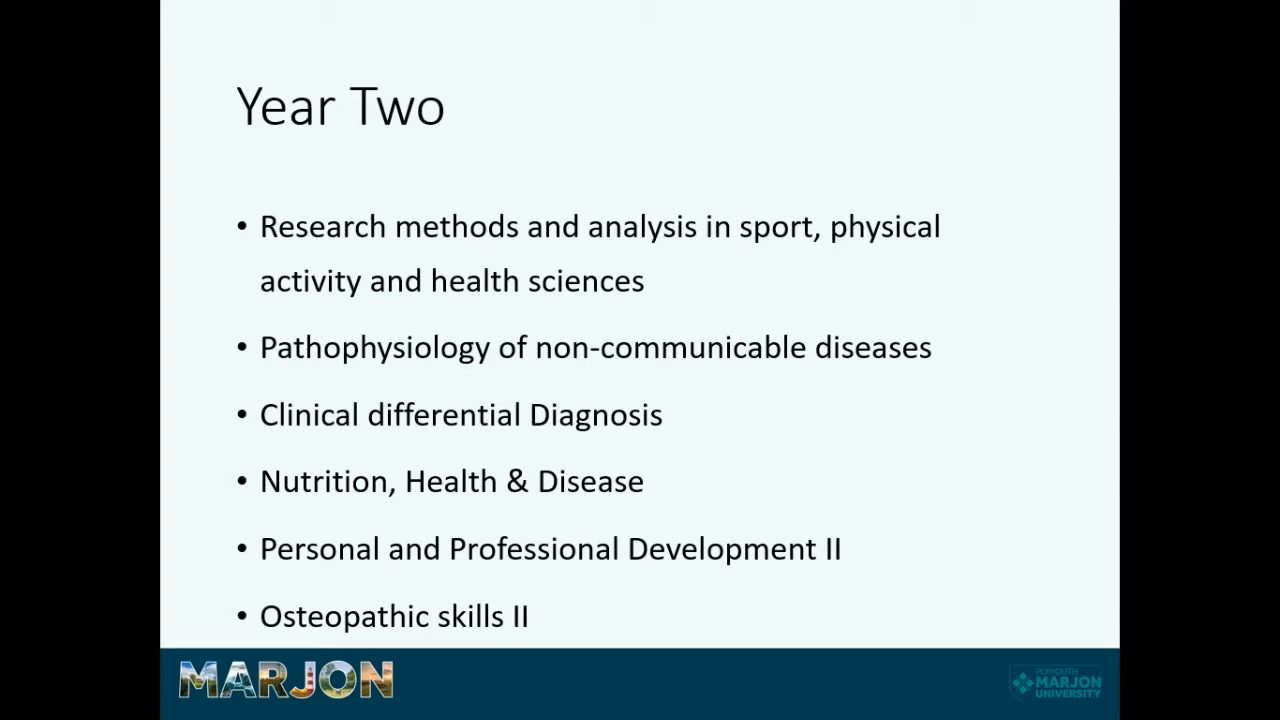 Year Two
• Research methods and analysis in sport, physical
activity and health sciences
• Pathophysiology of non-communicable diseases
• Clinical differential Diagnosis
• Nutrition, Health & Disease
• Personal and Professional Development II
• Osteopathic skills II
MARJON
PLYMOUTH
MARJON
UNIVERSITY